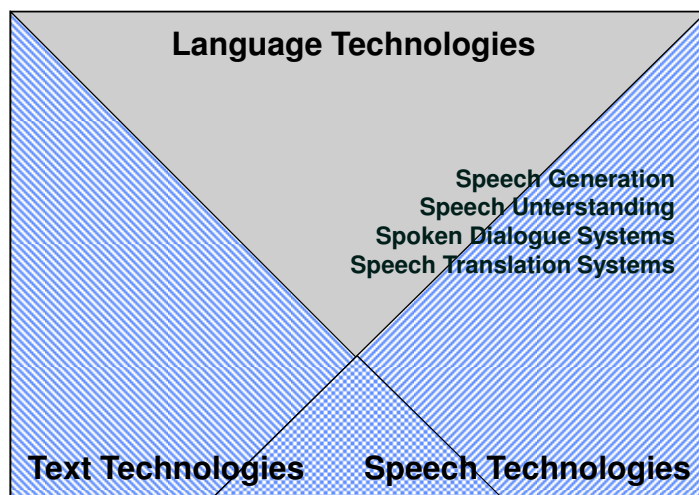 Language Technologies
Speech Generation
Speech Unterstanding
Spoken Dialogue Systems
Speech Translation Systems
Text Technologies
Speech Technologies